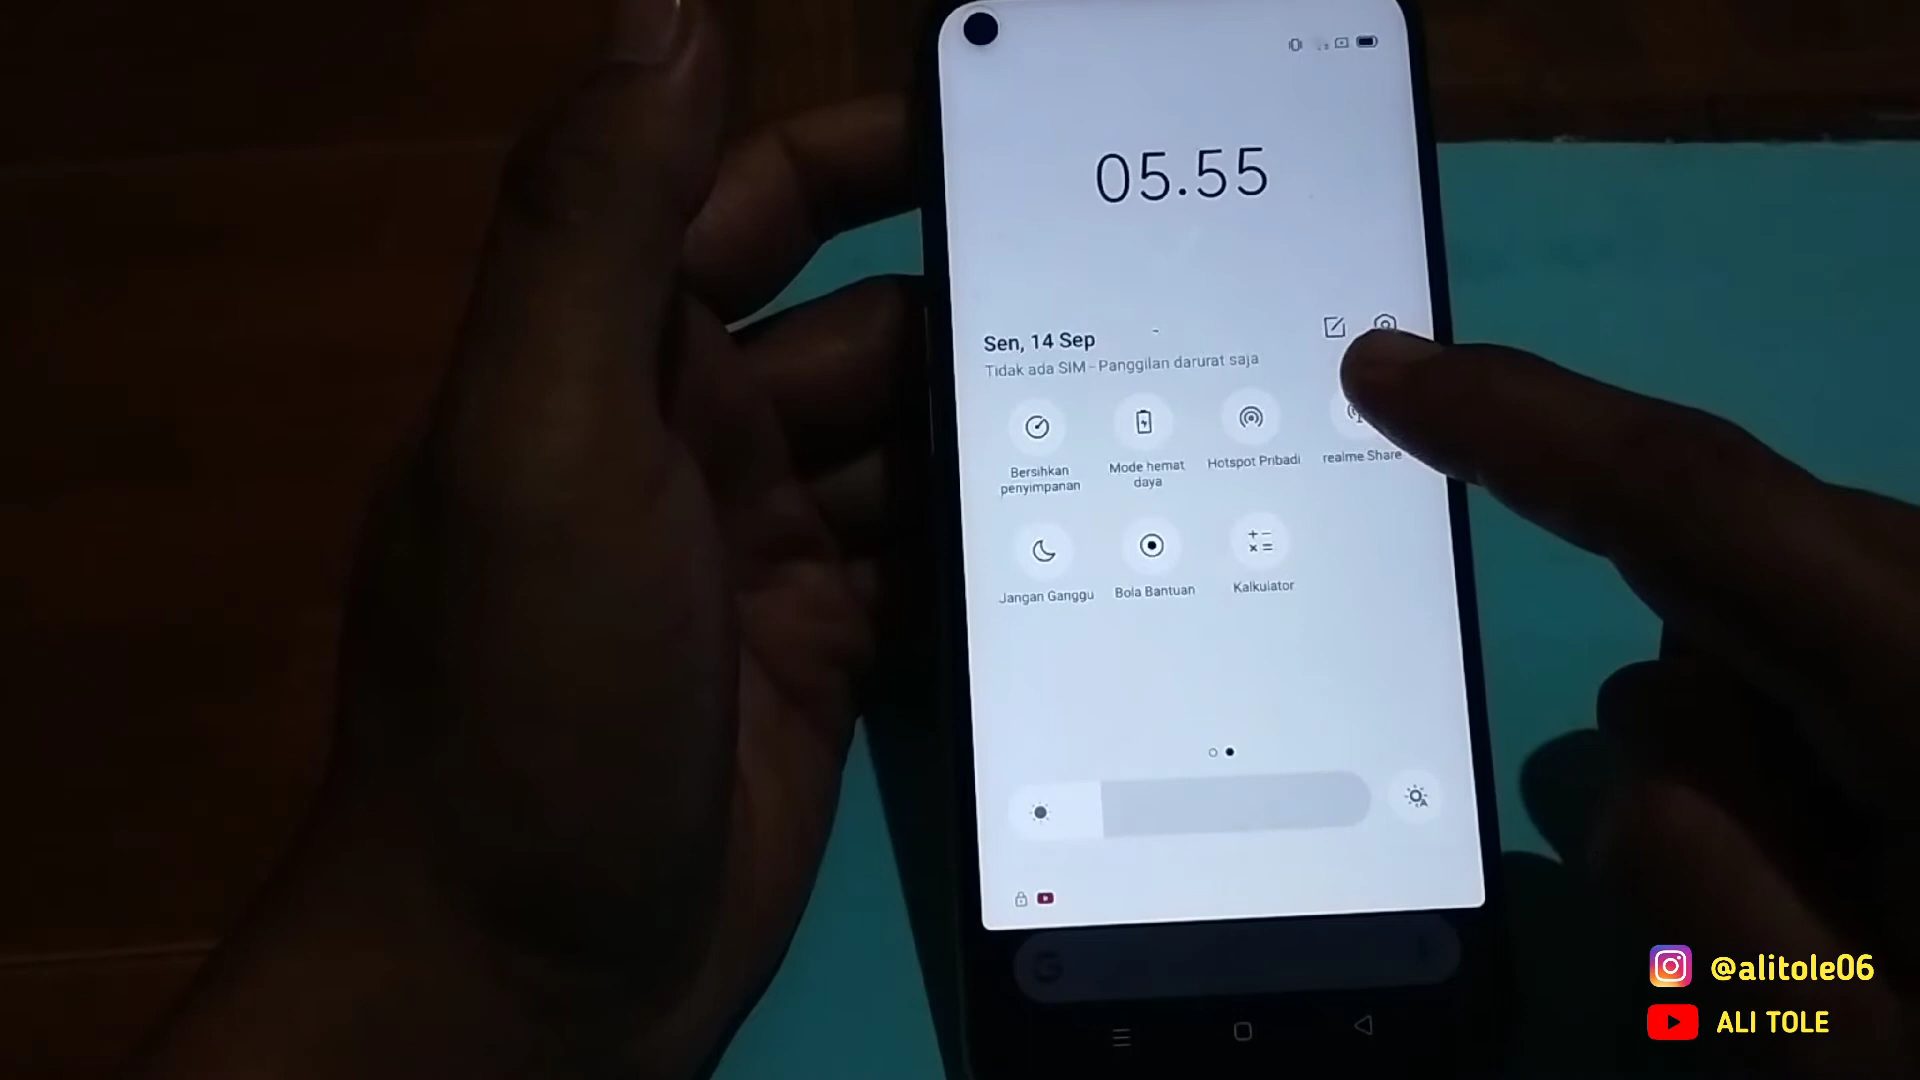 05.55
Sen, 14 Sep
Tidak ada SIM – Panggilan darurat saja
Bersihkan penyimpanan
Mode hemat daya
Hotspot Pribadi
realme Share
Jangan Ganggu
Bola Bantuan
Kalkulator
@alitole06
ALI TOLE